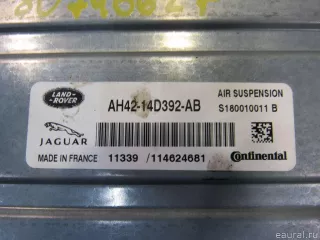 LAND-
ROVER
AH42-14D392-AB
AIR SUSPENSION
S180010011 B
JAGUAR
MADE IN FRANCE 11339 /114624681 Continental
eaural.ru